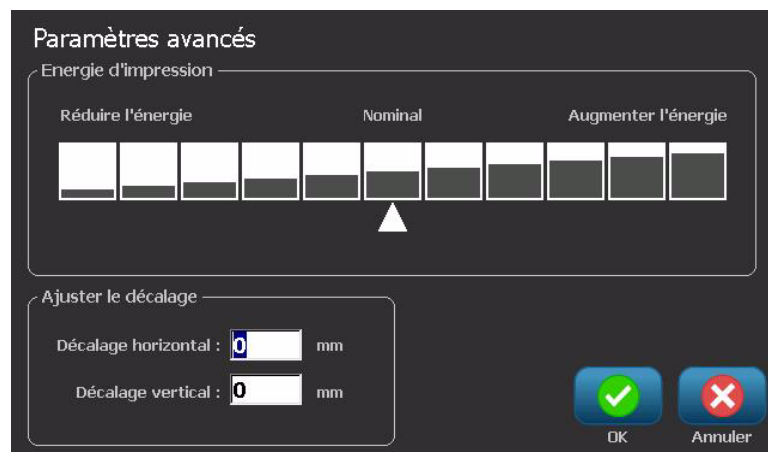 Paramètres avancés
Energie d'impression
Réduire l'énergie Nominal Augmenter l'énergie
Ajuster le décalage
Décalage horizontal : 0 mm
Décalage vertical : 0 mm
OK Annuler